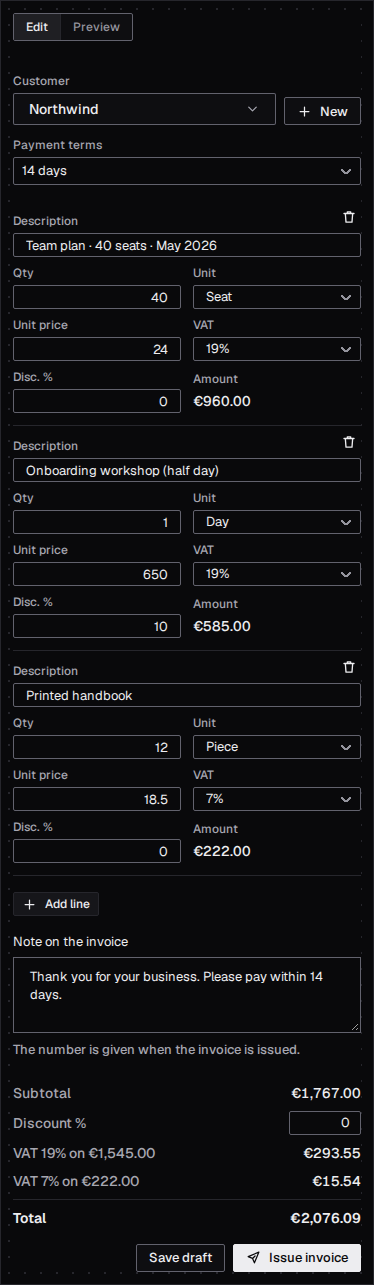 Edit Preview
Customer
Northwind
+ New
Payment terms
14 days
Description
Team plan · 40 seats · May 2026
Qty Unit
40 Seat
Unit price VAT
24 19%
Disc. % Amount
0 €960.00
Description
Onboarding workshop (half day)
Qty Unit
1 Day
Unit price VAT
650 19%
Disc. % Amount
10 €585.00
Description
Printed handbook
Qty Unit
12 Piece
Unit price VAT
18.5 7%
Disc. % Amount
0 €222.00
+ Add line
Note on the invoice
Thank you for your business. Please pay within 14
days.
The number is given when the invoice is issued.
Subtotal €1,767.00
Discount % 0
VAT 19% on €1,545.00 €293.55
VAT 7% on €222.00 €15.54
Total €2,076.09
Save draft Issue invoice